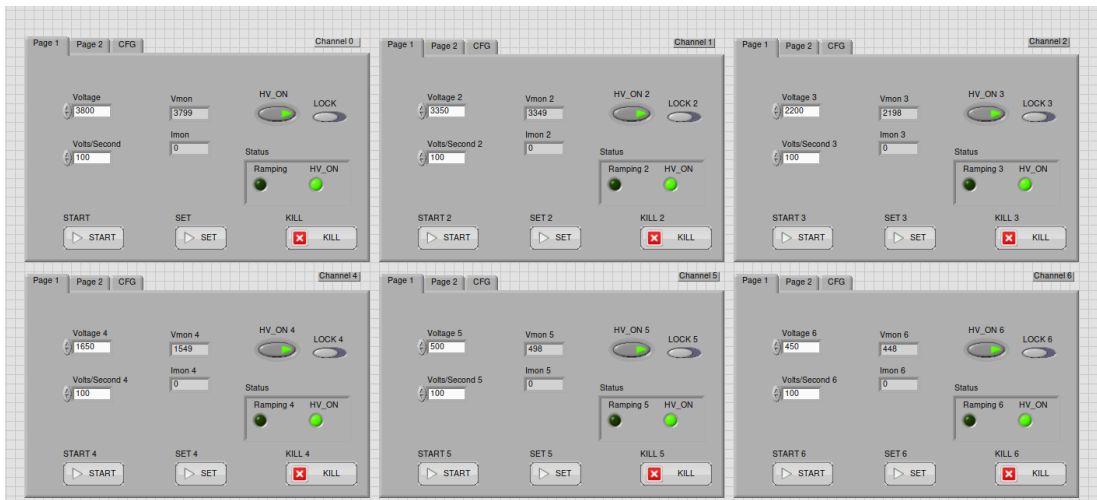 Page 1 Page 2 CFG Channel 0
Voltage Vmon HV_ON LOCK
3800 3799
Imon
Volts/Second 0
100 Status
Ramping HV_ON
START SET KILL
START SET KILL
Page 1 Page 2 CFG Channel 1
Voltage 2 Vmon 2 HV_ON 2 LOCK 2
3350 3349
Imon 2
Volts/Second 2 0
100 Status
Ramping 2 HV_ON
START 2 SET 2 KILL 2
START SET KILL
Page 1 Page 2 CFG Channel 2
Voltage 3 Vmon 3 HV_ON 3 LOCK 3
2200 2198
Imon 3
Volts/Second 3 0
100 Status
Ramping 3 HV_ON
START 3 SET 3 KILL 3
START SET KILL
Page 1 Page 2 CFG Channel 4
Voltage 4 Vmon 4 HV_ON 4 LOCK 4
1650 1549
Imon 4
Volts/Second 4 0
100 Status
Ramping 4 HV_ON
START 4 SET 4 KILL 4
START SET KILL
Page 1 Page 2 CFG Channel 5
Voltage 5 Vmon 5 HV_ON 5 LOCK 5
500 498
Imon 5
Volts/Second 5 0
100 Status
Ramping 5 HV_ON
START 5 SET 5 KILL 5
START SET KILL
Page 1 Page 2 CFG Channel 6
Voltage 6 Vmon 6 HV_ON 6 LOCK 6
450 448
Imon 6
Volts/Second 6 0
100 Status
Ramping 6 HV_ON
START 6 SET 6 KILL 6
START SET KILL